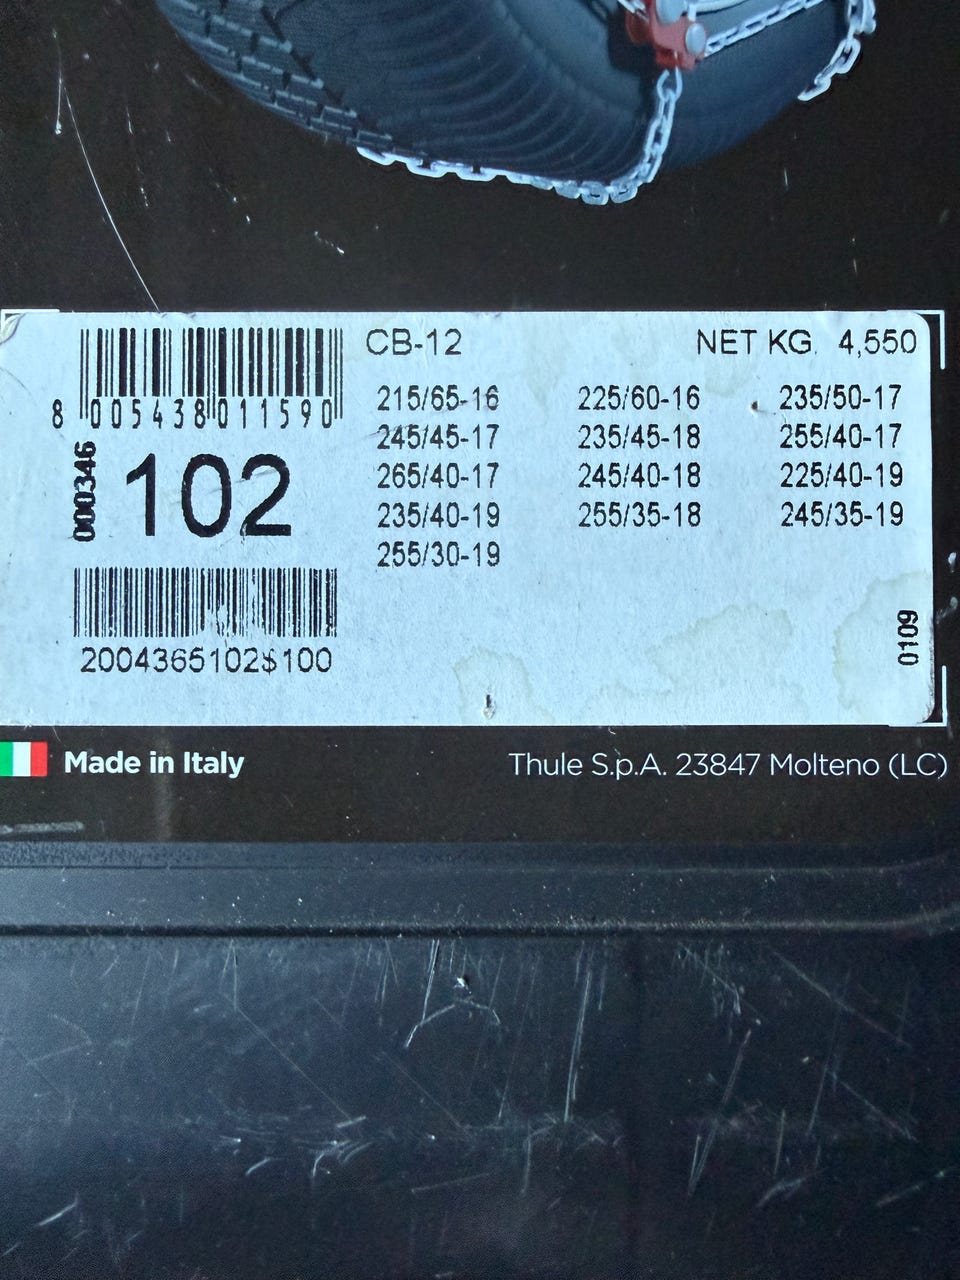 CB-12
NET KG. 4,550
8 005438 011590
000346
102
215/65-16 225/60-16 235/50-17
245/45-17 235/45-18 255/40-17
265/40-17 245/40-18 225/40-19
235/40-19 255/35-18 245/35-19
255/30-19
2004365102$100
0109
Made in Italy
Thule S.p.A. 23847 Molteno (LC)